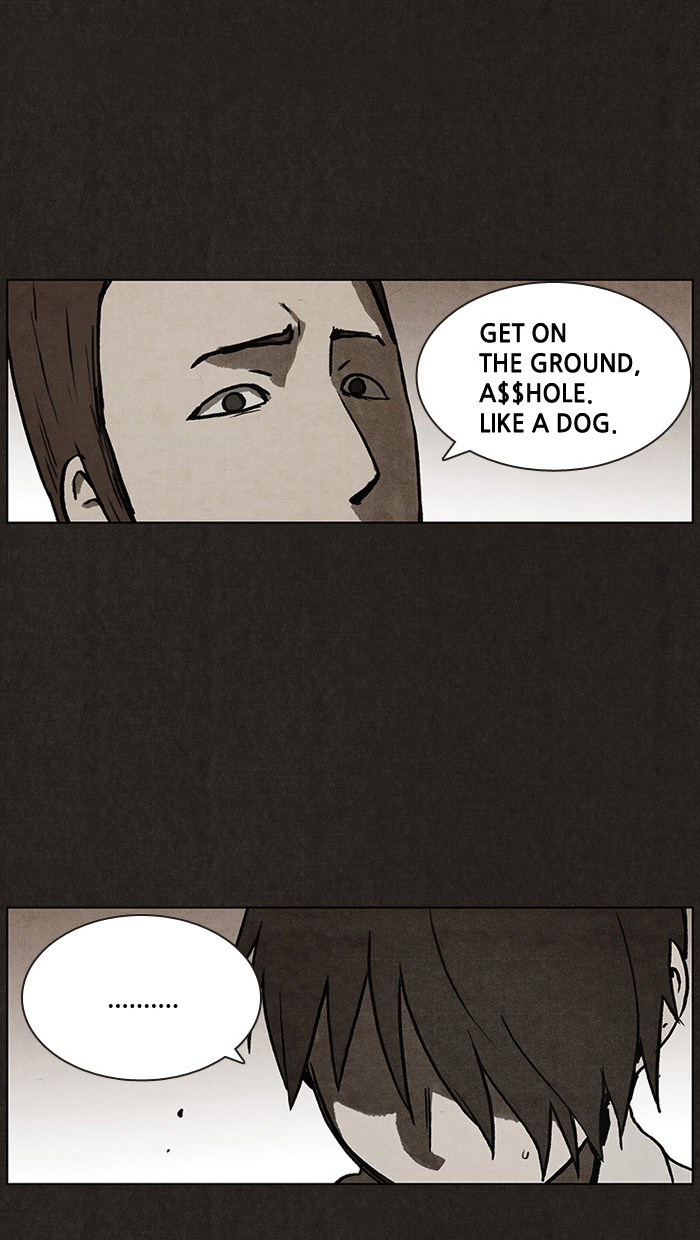 GET ON
THE GROUND,
A$$HOLE.
LIKE A DOG.
..........